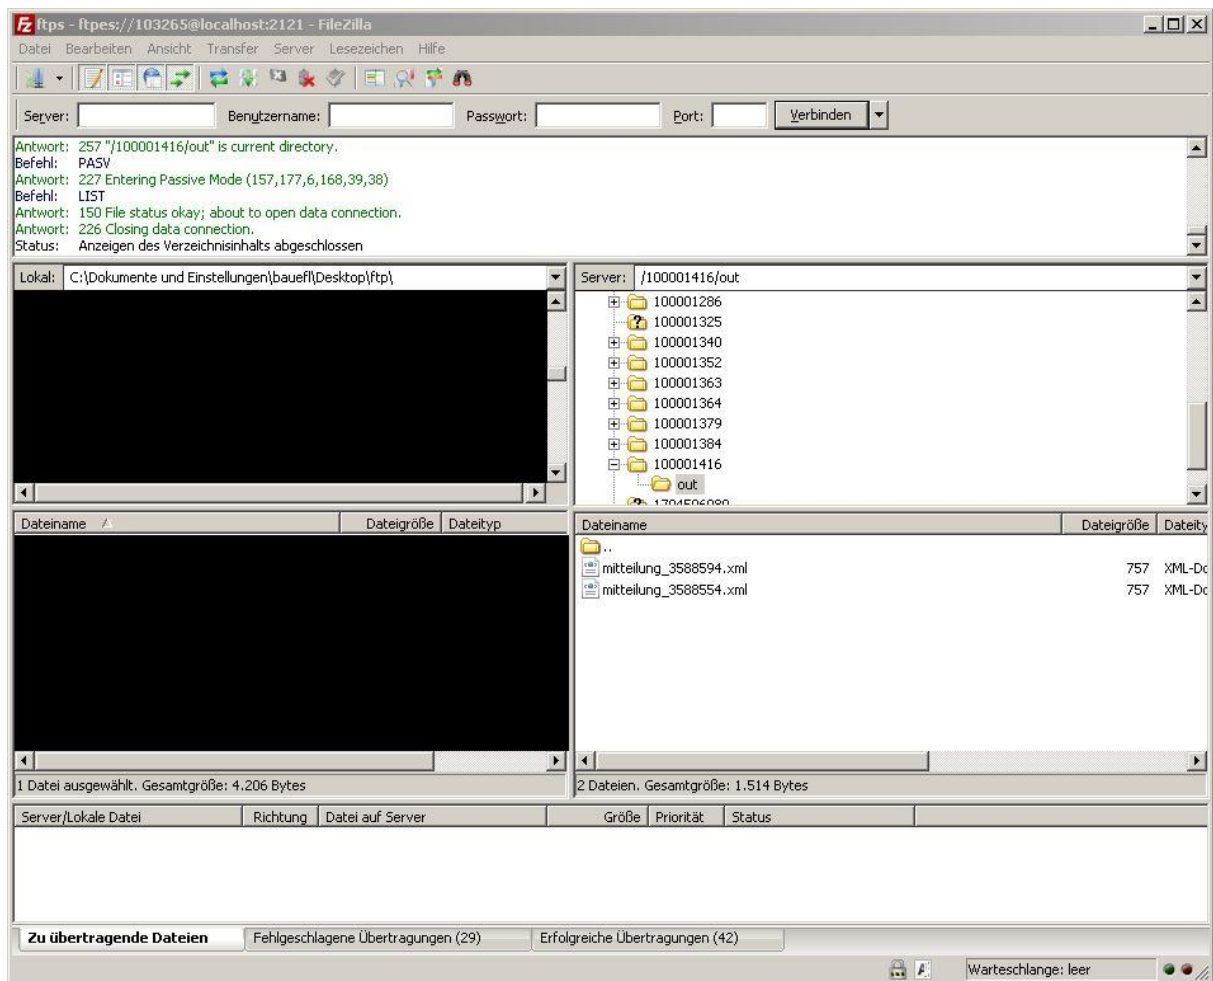 ftps - ftpes://103265@localhost:2121 - FileZilla
Datei Bearbeiten Ansicht Transfer Server Lesezeichen Hilfe
Server: Benutzername: Passwort: Port: Verbinden
Antwort: 257 "/100001416/out" is current directory.
Befehl: PASV
Antwort: 227 Entering Passive Mode (157,177,6,168,39,38)
Befehl: LIST
Antwort: 150 File status okay; about to open data connection.
Antwort: 226 Closing data connection.
Status: Anzeigen des Verzeichnisinhalts abgeschlossen
Lokal: C:\Dokumente und Einstellungen\bauefl\Desktop\ftp\
Server: /100001416/out
100001286
100001325
100001340
100001352
100001363
100001364
100001379
100001384
100001416
out
Dateiname Dateigröße Dateityp
1 Datei ausgewählt. Gesamtgröße: 4.206 Bytes
Dateiname Dateigröße Dateity
..
mitteilung_3588594.xml 757 XML-Do
mitteilung_3588554.xml 757 XML-Do
2 Dateien. Gesamtgröße: 1.514 Bytes
Server/Lokale Datei Richtung Datei auf Server Größe Priorität Status
Zu übertragende Dateien Fehlgeschlagene Übertragungen (29) Erfolgreiche Übertragungen (42)
Warteschlange: leer